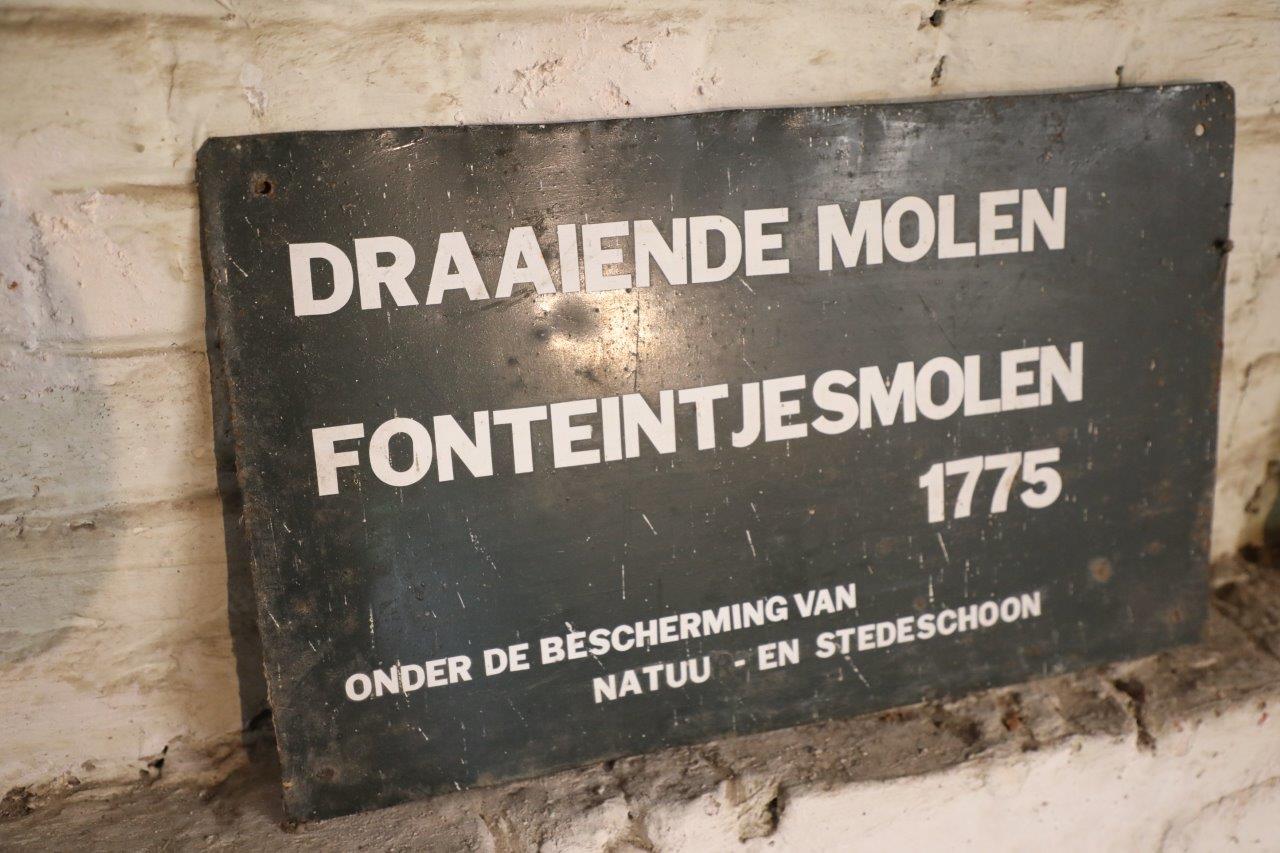 DRAAIENDE MOLEN
FONTEINTJESMOLEN
1775
ONDER DE BESCHERMING VAN
NATUU - EN STEDESCHOON